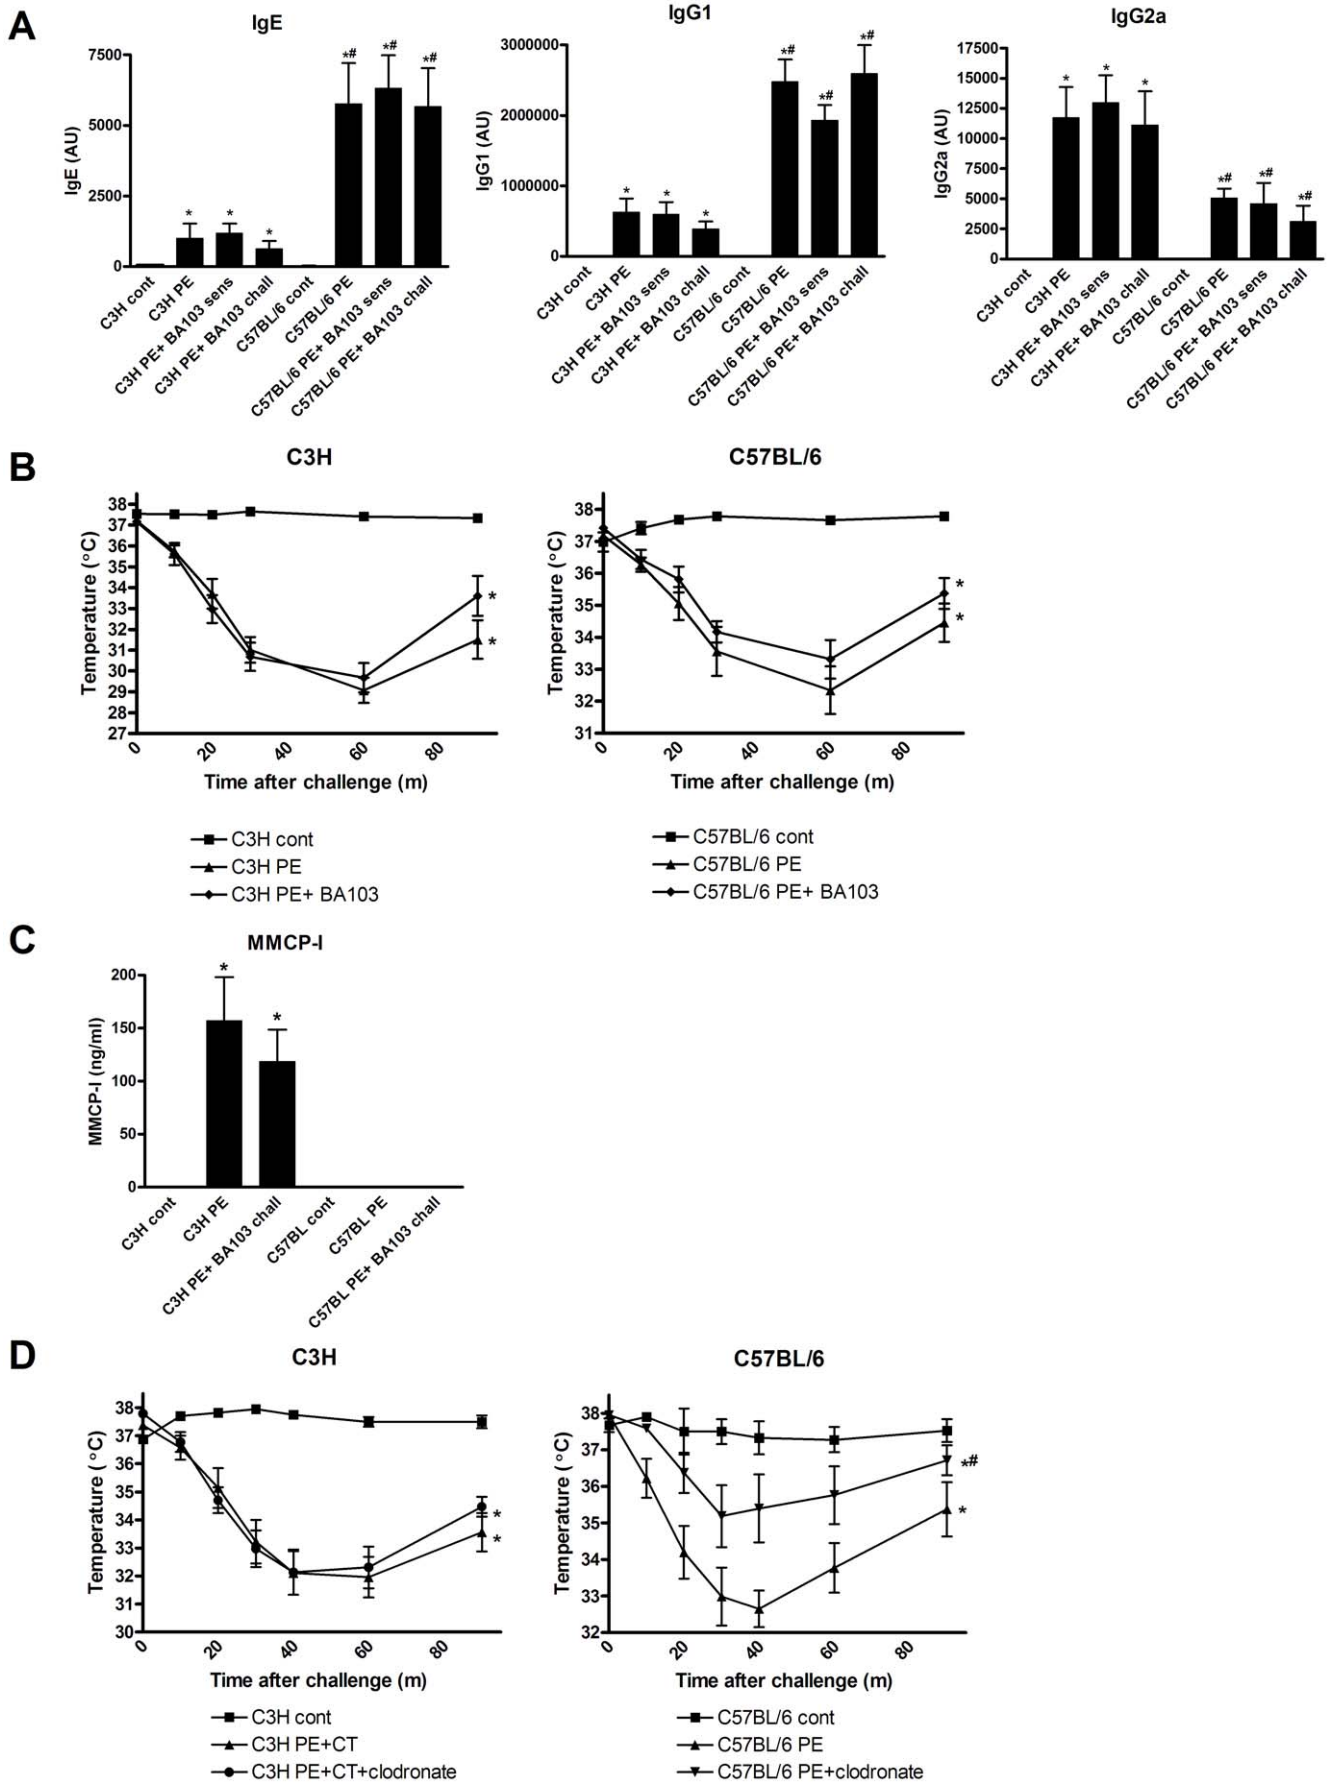 A
IgE
IgE (AU)
7500
5000
2500
0
*
*
*
*#
*#
*#
C3H cont
C3H PE
C3H PE+ BA103 sens
C3H PE+ BA103 chall
C57BL/6 cont
C57BL/6 PE
C57BL/6 PE+ BA103 sens
C57BL/6 PE+ BA103 chall
IgG1
IgG1 (AU)
3000000
2000000
1000000
0
*
*
*
*#
*#
*#
C3H cont
C3H PE
C3H PE+ BA103 sens
C3H PE+ BA103 chall
C57BL/6 cont
C57BL/6 PE
C57BL/6 PE+ BA103 sens
C57BL/6 PE+ BA103 chall
IgG2a
IgG2a (AU)
17500
15000
12500
10000
7500
5000
2500
0
*
*
*
*#
*#
*#
C3H cont
C3H PE
C3H PE+ BA103 sens
C3H PE+ BA103 chall
C57BL/6 cont
C57BL/6 PE
C57BL/6 PE+ BA103 sens
C57BL/6 PE+ BA103 chall
B
C3H
Temperature (°C)
38
37
36
35
34
33
32
31
30
29
28
27
*
*
0 20 40 60 80
Time after challenge (m)
C3H cont
C3H PE
C3H PE+ BA103
C57BL/6
Temperature (°C)
38
37
36
35
34
33
32
31
*
*
0 20 40 60 80
Time after challenge (m)
C57BL/6 cont
C57BL/6 PE
C57BL/6 PE+ BA103
C
MMCP-I
MMCP-I (ng/ml)
200
150
100
50
0
*
*
C3H cont
C3H PE
C3H PE+ BA103 chall
C57BL cont
C57BL PE
C57BL PE+ BA103 chall
D
C3H
Temperature (°C)
38
37
36
35
34
33
32
31
30
*
*
0 20 40 60 80
Time after challenge (m)
C3H cont
C3H PE+CT
C3H PE+CT+clodronate
C57BL/6
Temperature (°C)
38
37
36
35
34
33
32
*#
*
0 20 40 60 80
Time after challenge (m)
C57BL/6 cont
C57BL/6 PE
C57BL/6 PE+clodronate